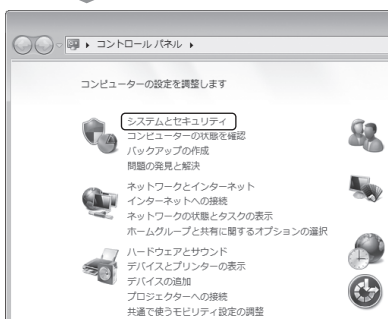 コントロール パネル
コンピューターの設定を調整します
システムとセキュリティ
コンピューターの状態を確認
バックアップの作成
問題の発見と解決
ネットワークとインターネット
インターネットへの接続
ネットワークの状態とタスクの表示
ホームグループと共有に関するオプションの選択
ハードウェアとサウンド
デバイスとプリンターの表示
デバイスの追加
プロジェクターへの接続
共通で使うモビリティ設定の調整